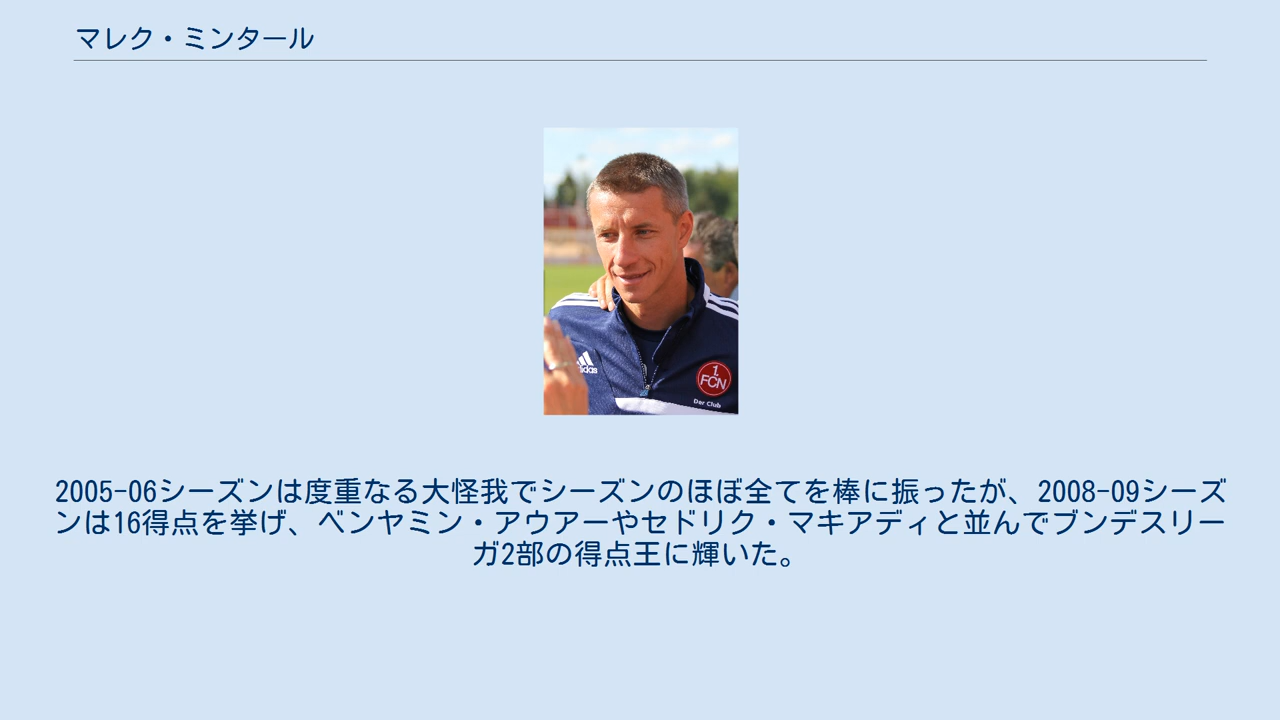 マレク・ミンタール
adidas
1.
FCN
Der Club
2005-06シーズンは度重なる大怪我でシーズンのほぼ全てを棒に振ったが、2008-09シーズ
ンは16得点を挙げ、ベンヤミン・アウアーやセドリク・マキアディと並んでブンデスリー
ガ2部の得点王に輝いた。